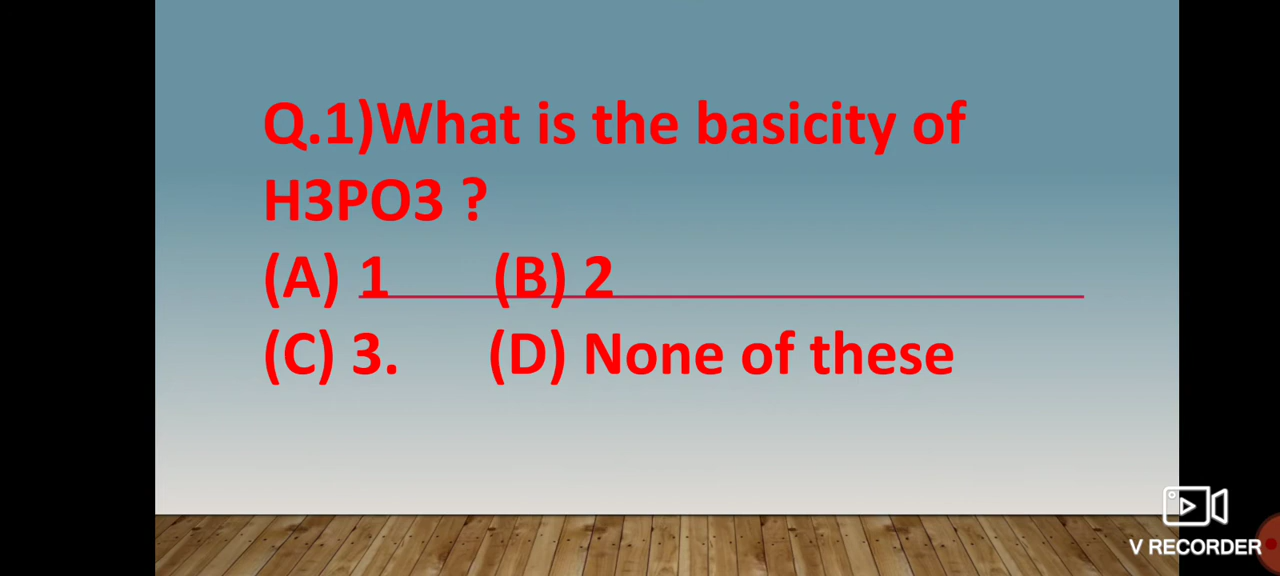 Q.1)What is the basicity of
H3PO3 ?
(A) 1 (B) 2
(C) 3. (D) None of these
V RECORDER